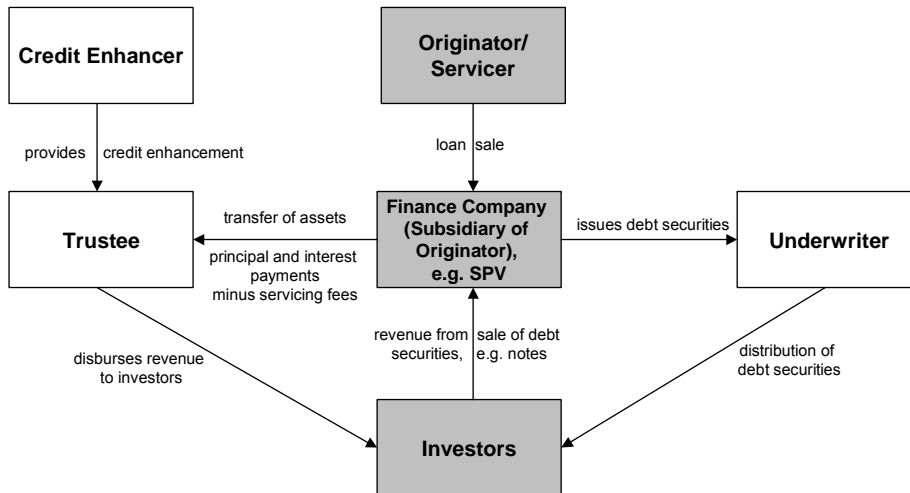 Credit Enhancer
Originator/
Servicer
provides credit enhancement
loan sale
Trustee
transfer of assets
principal and interest
payments
minus servicing fees
Finance Company
(Subsidiary of
Originator),
e.g. SPV
issues debt securities
Underwriter
disburses revenue
to investors
revenue from sale of debt
securities, e.g. notes
distribution of
debt securities
Investors